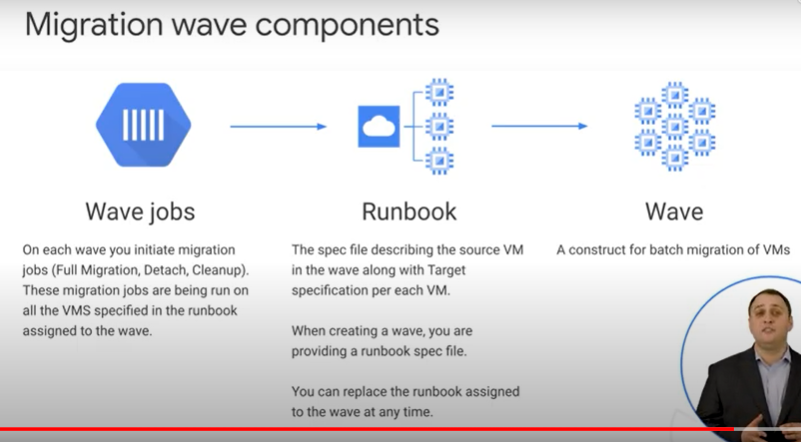 Migration wave components
Wave jobs
On each wave you initiate migration
jobs (Full Migration, Detach, Cleanup).
These migration jobs are being run on
all the VMS specified in the runbook
assigned to the wave.
Runbook
The spec file describing the source VM
in the wave along with Target
specification per each VM.
When creating a wave, you are
providing a runbook spec file.
You can replace the runbook assigned
to the wave at any time.
Wave
A construct for batch migration of VMs